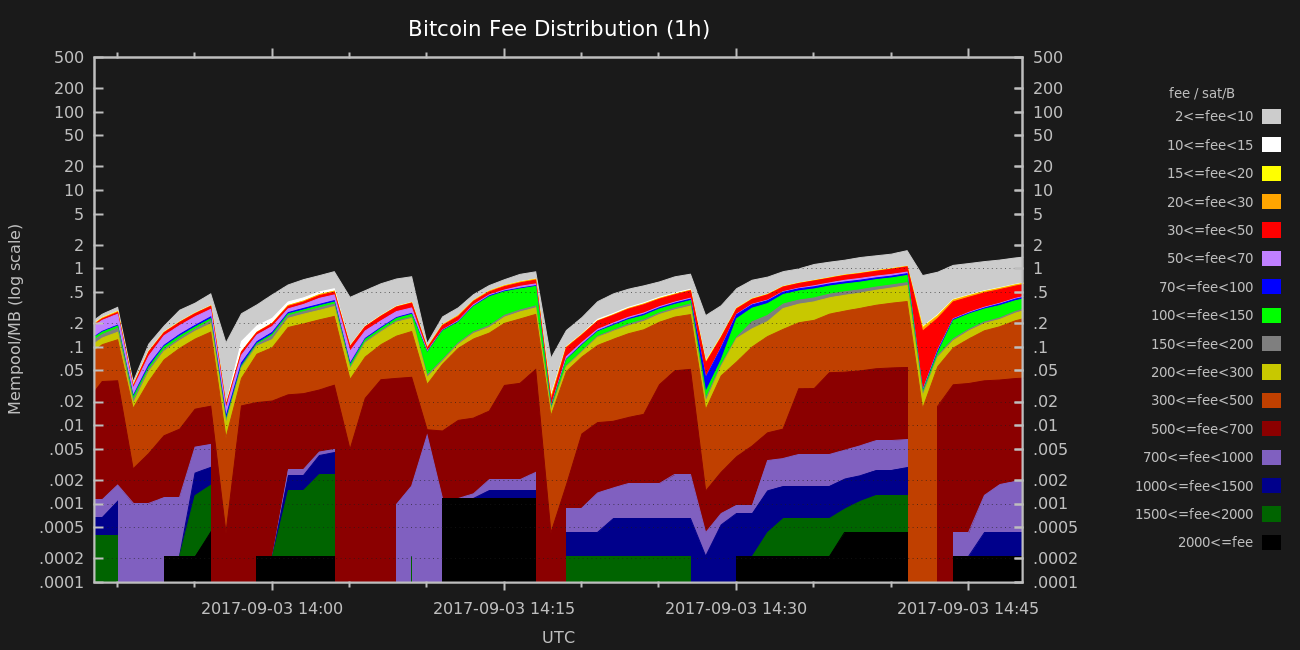 Bitcoin Fee Distribution (1h)
Mempool/MB (log scale)
500
200
100
50
20
10
5
2
1
.5
.2
.1
.05
.02
.01
.005
.002
.001
.0005
.0002
.0001
500
200
100
50
20
10
5
2
1
.5
.2
.1
.05
.02
.01
.005
.002
.001
.0005
.0002
.0001
2017-09-03 14:00
2017-09-03 14:15
2017-09-03 14:30
2017-09-03 14:45
UTC
fee / sat/B
2<=fee<10
10<=fee<15
15<=fee<20
20<=fee<30
30<=fee<50
50<=fee<70
70<=fee<100
100<=fee<150
150<=fee<200
200<=fee<300
300<=fee<500
500<=fee<700
700<=fee<1000
1000<=fee<1500
1500<=fee<2000
2000<=fee